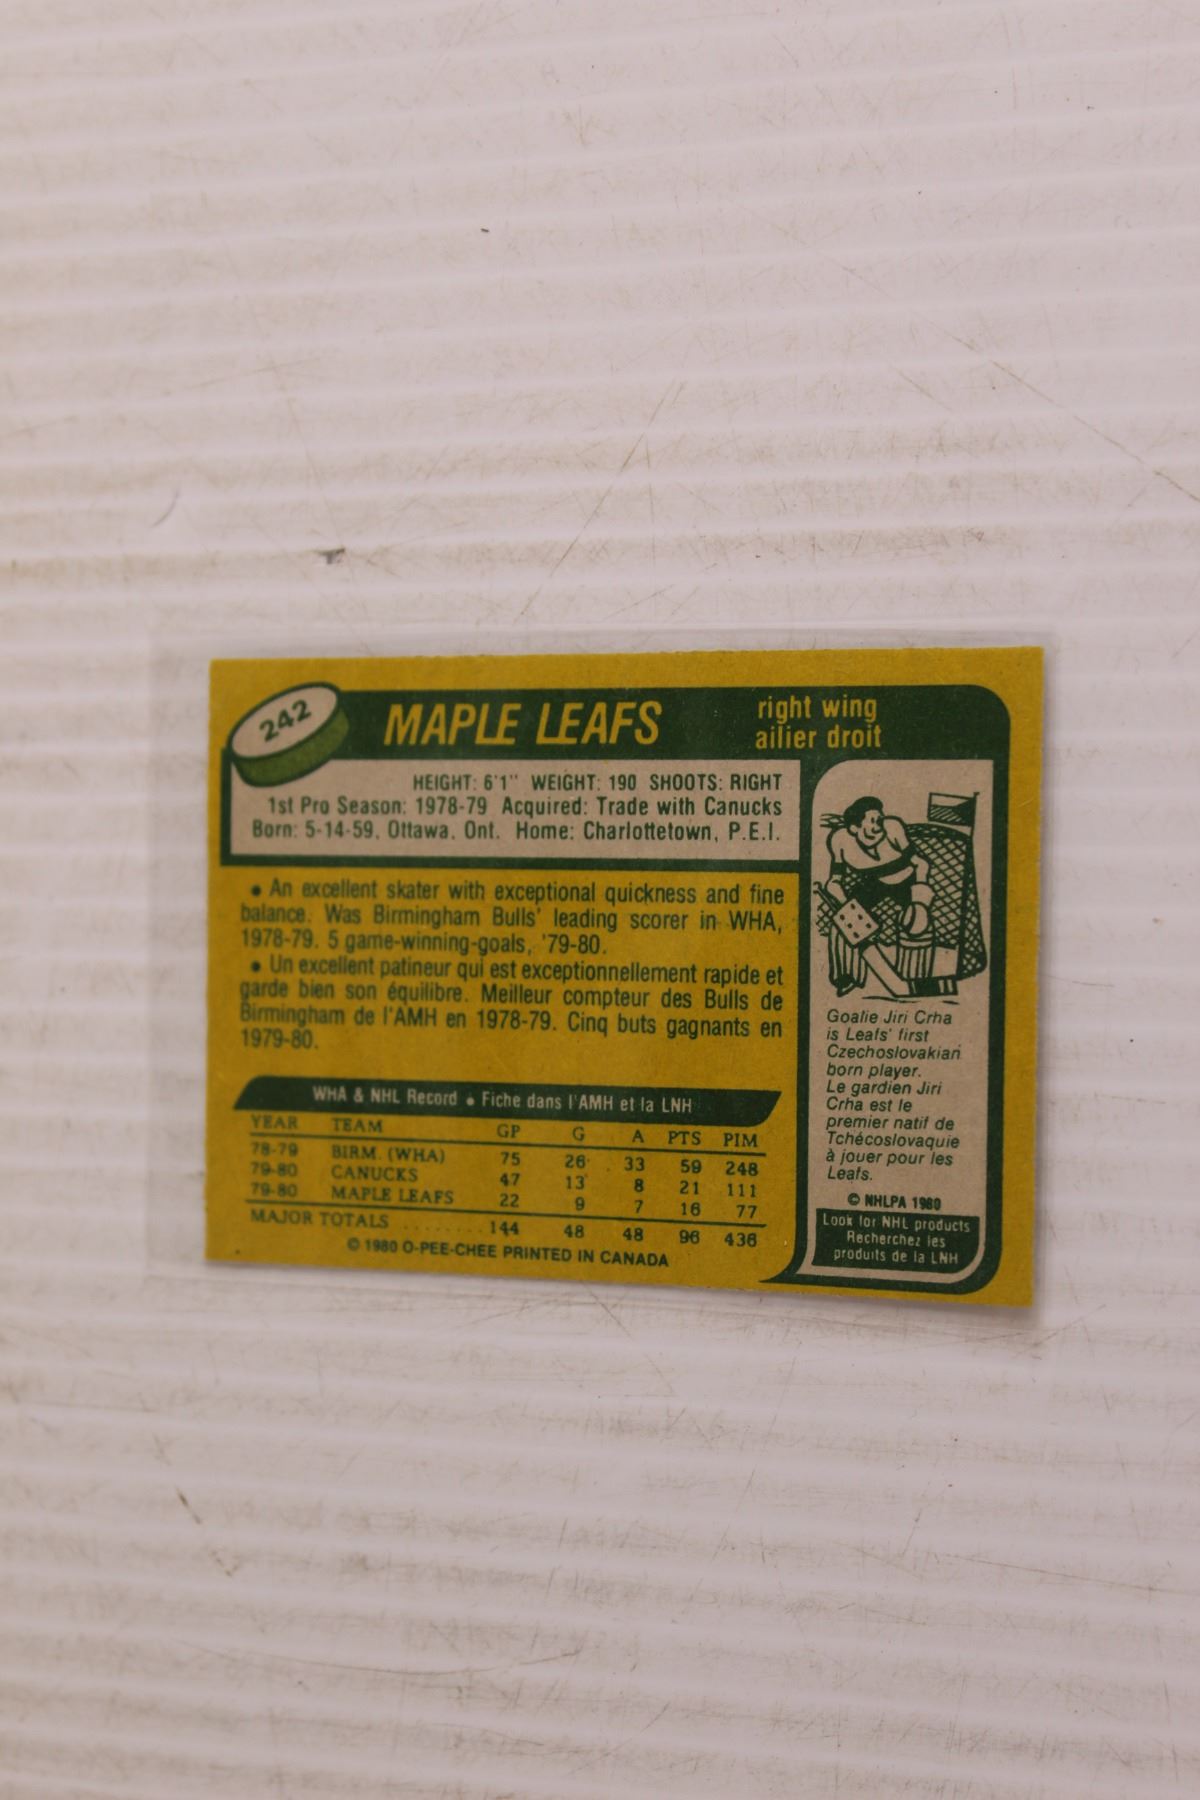 242
MAPLE LEAFS
right wing
ailier droit
HEIGHT: 6'1" WEIGHT: 190 SHOOTS: RIGHT
1st Pro Season: 1978-79 Acquired: Trade with Canucks
Born: 5-14-59, Ottawa, Ont. Home: Charlottetown, P.E.I.
• An excellent skater with exceptional quickness and fine
balance. Was Birmingham Bulls' leading scorer in WHA,
1978-79. 5 game-winning-goals, '79-80.
• Un excellent patineur qui est exceptionnellement rapide et
garde bien son équilibre. Meilleur compteur des Bulls de
Birmingham de l'AMH en 1978-79. Cinq buts gagnants en
1979-80.
WHA & NHL Record • Fiche dans l'AMH et la LNH
YEAR TEAM GP G A PTS PIM
78-79 BIRM. (WHA) 75 26 33 59 248
79-80 CANUCKS 47 13 8 21 111
79-80 MAPLE LEAFS 22 9 7 16 77
MAJOR TOTALS ........ 144 48 48 96 436
© 1980 O-PEE-CHEE PRINTED IN CANADA
Goalie Jiri Crha
is Leafs' first
Czechoslovakian
born player.
Le gardien Jiri
Crha est le
premier natif de
Tchécoslovaquie
à jouer pour les
Leafs.
© NHLPA 1980
Look for NHL products
Recherchez les
produits de la LNH